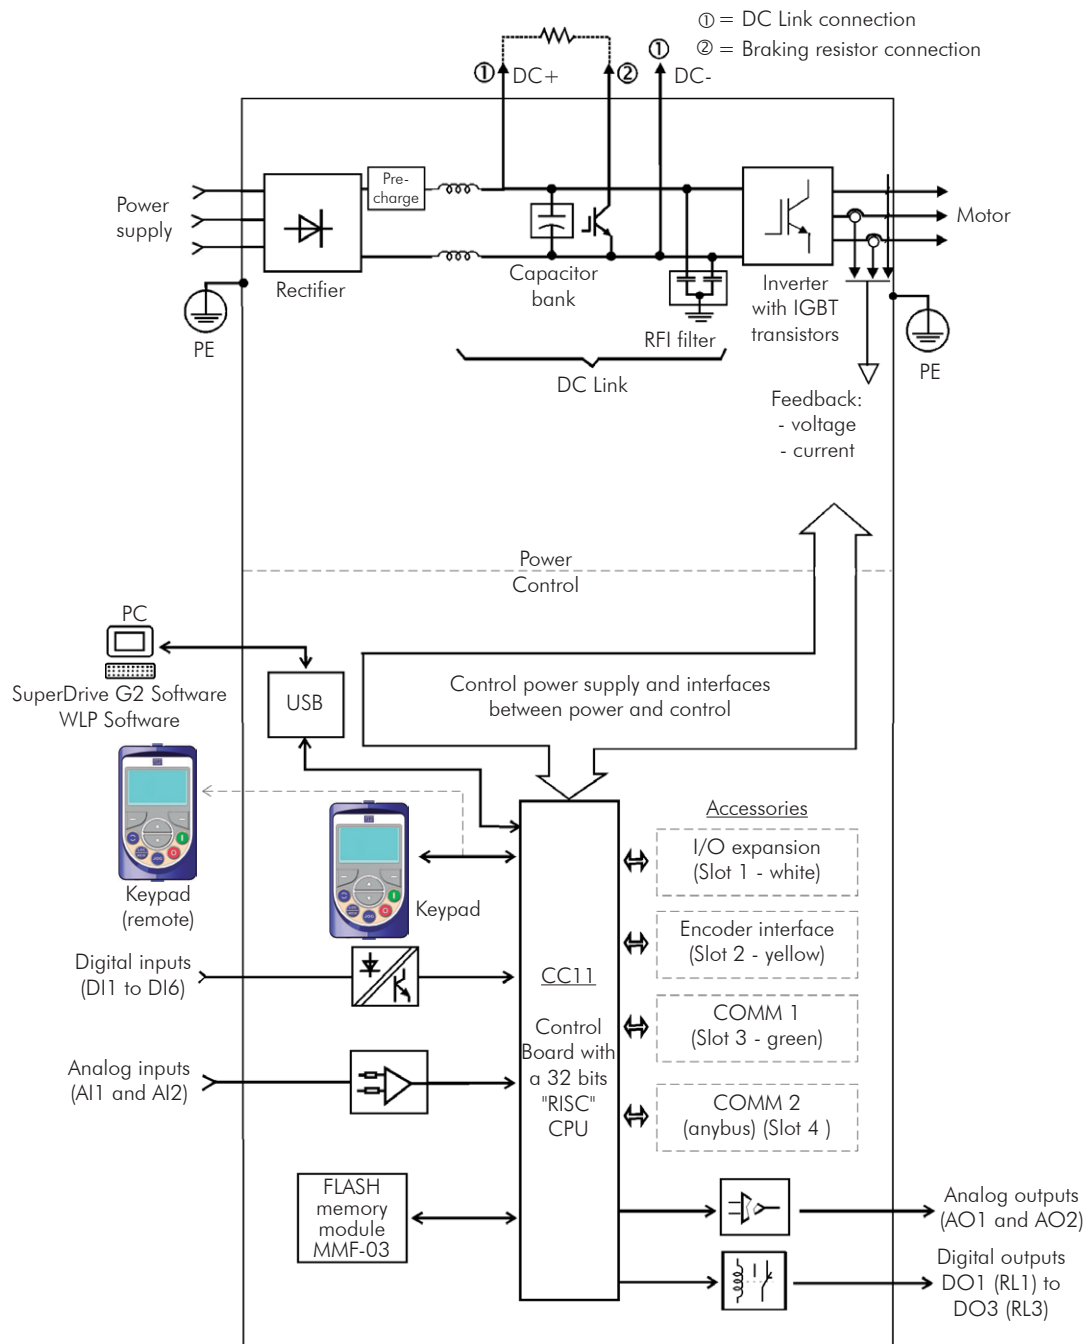 ① = DC Link connection
② = Braking resistor connection
①
DC+
②
①
DC-
Power
supply
Pre-
charge
Rectifier
Capacitor
bank
Inverter
with IGBT
transistors
Motor
RFI filter
PE
PE
DC Link
Feedback:
- voltage
- current
Power
Control
PC
SuperDrive G2 Software
WLP Software
USB
Control power supply and interfaces
between power and control
Keypad
(remote)
Keypad
Accessories
I/O expansion
(Slot 1 - white)
Encoder interface
(Slot 2 - yellow)
COMM 1
(Slot 3 - green)
COMM 2
(anybus) (Slot 4 )
Digital inputs
(DI1 to DI6)
Analog inputs
(AI1 and AI2)
CC11
Control
Board with
a 32 bits
"RISC"
CPU
FLASH
memory
module
MMF-03
Analog outputs
(AO1 and AO2)
Digital outputs
DO1 (RL1) to
DO3 (RL3)